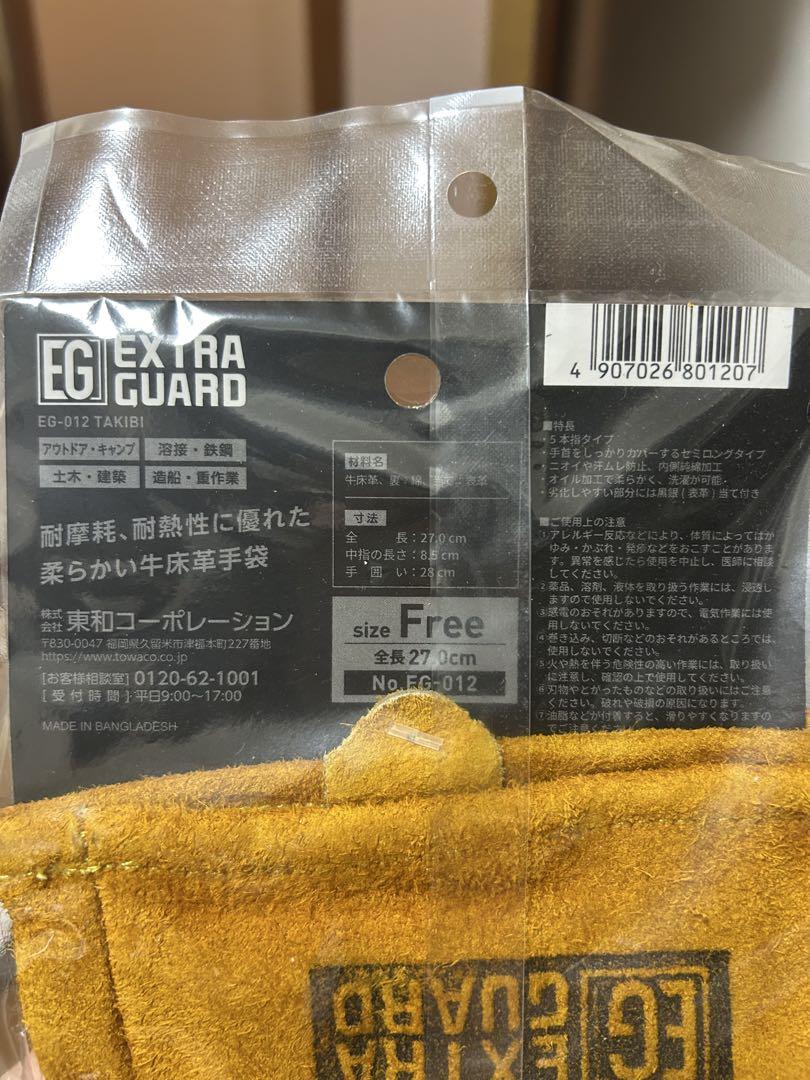 EG EXTRA GUARD
EG-012 TAKIBI
アウトドア・キャンプ 溶接・鉄鋼
土木・建築 造船・重作業
耐摩耗、耐熱性に優れた
柔らかい牛床革手袋
株式会社 東和コーポレーション
〒830-0047 福岡県久留米市津福本町227番地
https://www.towaco.co.jp
[お客様相談室] 0120-62-1001
[受付時間] 平日9:00〜17:00
MADE IN BANGLADESH
材料名
牛床革、
寸法
全長:27.0cm
中指の長さ:8.5cm
手囲い:28cm
size Free
全長27.0cm
No.EG-012
4 907026 801207
■特長
・5本指タイプ
・手首をしっかりカバーするセミロングタイプ
・ニオイや汗ムレ防止、内側純綿加工
・オイル加工で柔らかく、洗濯が可能
・劣化しやすい部分には黒銀(表革)当て付き
■ご使用上の注意
①アレルギー反応などにより、体質によってはか
ゆみ・かぶれ・発疹などをおこすことがありま
す。異常を感じたら使用を中止し、医師に相談
してください。
②薬品、溶剤、液体を取り扱う作業には、浸透し
ますので使用しないでください。
③感電のおそれがありますので、電気作業には使
用しないでください。
④巻き込み、切断などのおそれがあるところでは、
使用しないでください。
⑤火や熱を伴う危険性の高い作業には、取り扱い
に注意し、確認の上で使用してください。
⑥刃物やとがったものなどの取り扱いにはご注意
ください。破れや破損の原因になります。
⑦油脂などが付着すると、滑りやすくなりますの
でご注意くだ
EG EXTRA GUARD